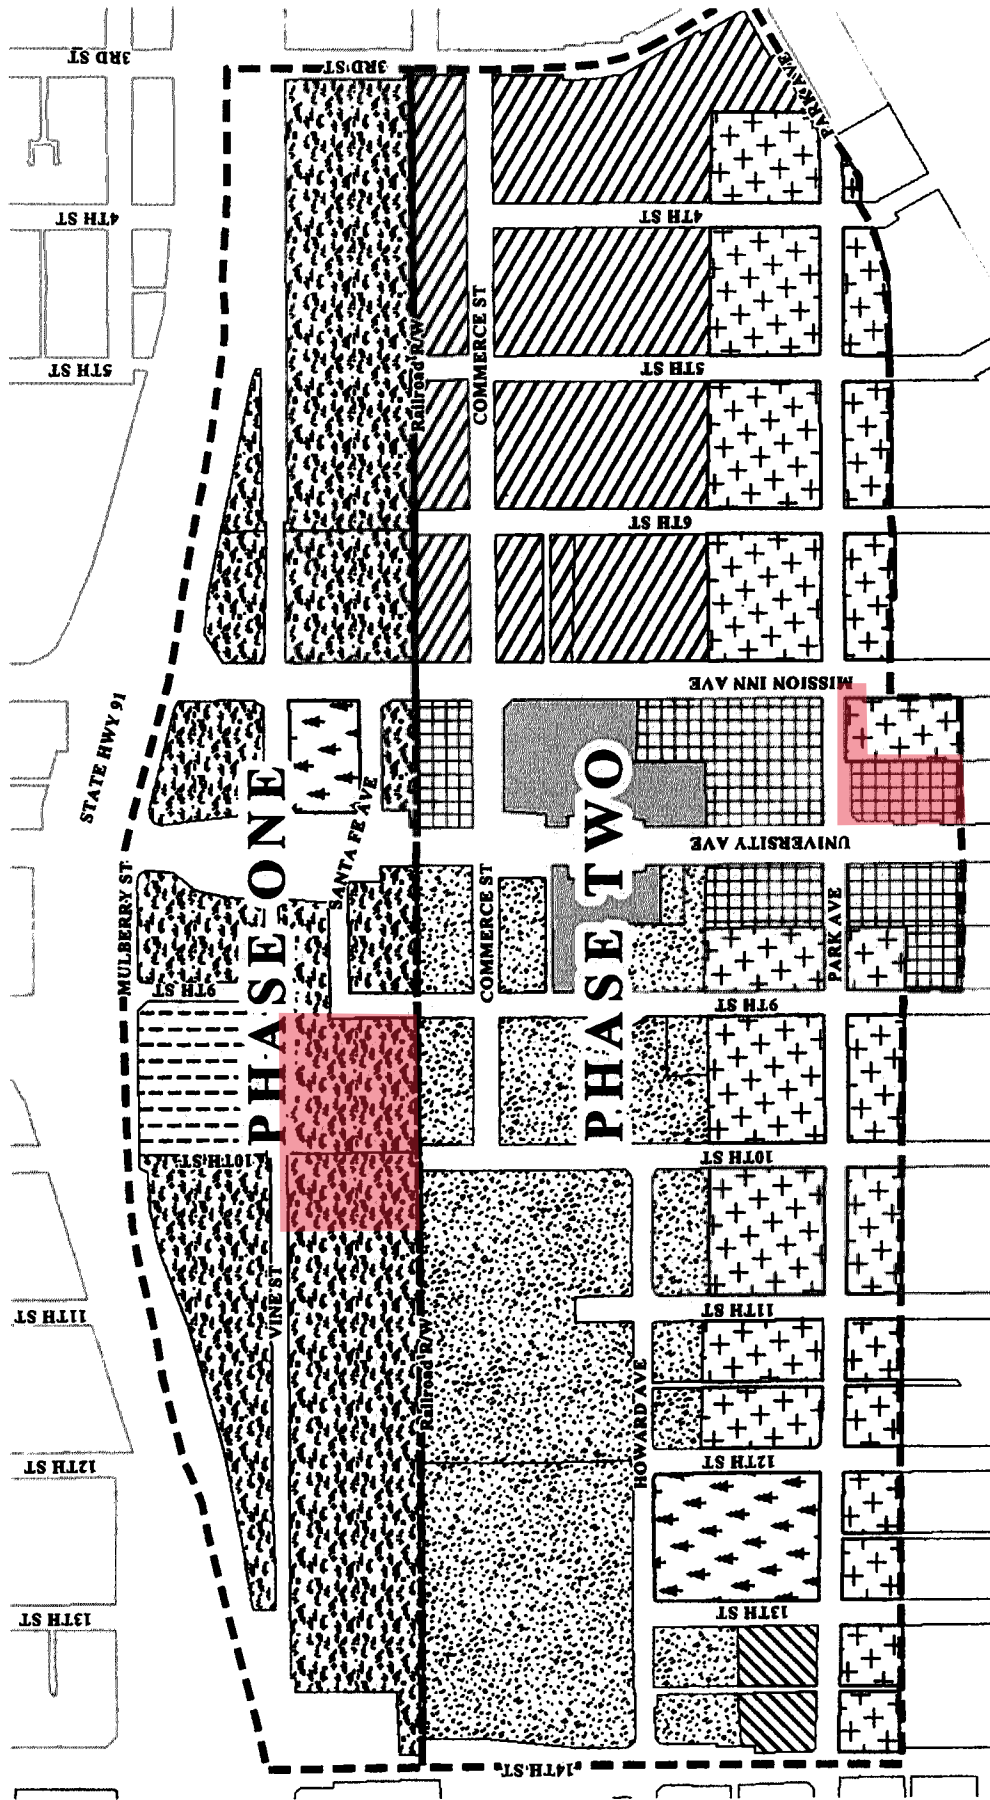 3RD ST
3RD ST
PARK AVE
4TH ST
4TH ST
COMMERCE ST
Railroad R/W
5TH ST
5TH ST
6TH ST
MISSION INN AVE
STATE HWY 91
PHASE ONE
PHASE TWO
SANTA FE AVE
UNIVERSITY AVE
MULBERRY ST
COMMERCE ST
PARK AVE
9TH ST
9TH ST
10TH ST
10TH ST
VINE ST
11TH ST
11TH ST
Railroad R/W
HOWARD AVE
12TH ST
12TH ST
13TH ST
13TH ST
14TH ST